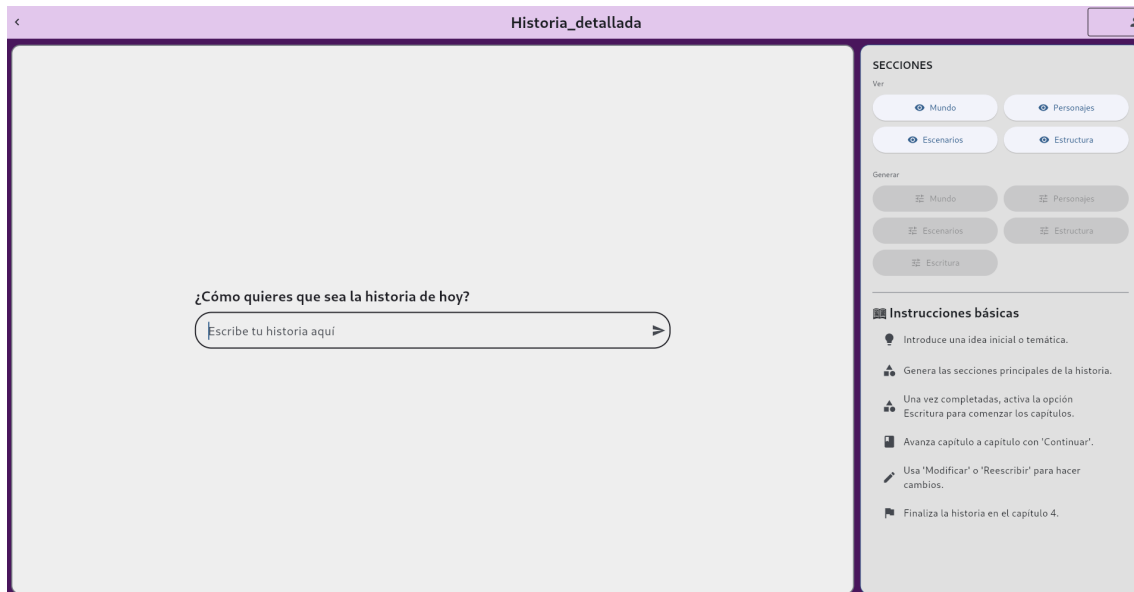 Historia_detallada
¿Cómo quieres que sea la historia de hoy?
Escribe tu historia aquí
SECCIONES
Ver
Mundo
Personajes
Escenarios
Estructura
Generar
Mundo
Personajes
Escenarios
Estructura
Escritura
Instrucciones básicas
Introduce una idea inicial o temática.
Genera las secciones principales de la historia.
Una vez completadas, activa la opción
Escritura para comenzar los capítulos.
Avanza capítulo a capítulo con 'Continuar'.
Usa 'Modificar' o 'Reescribir' para hacer
cambios.
Finaliza la historia en el capítulo 4.